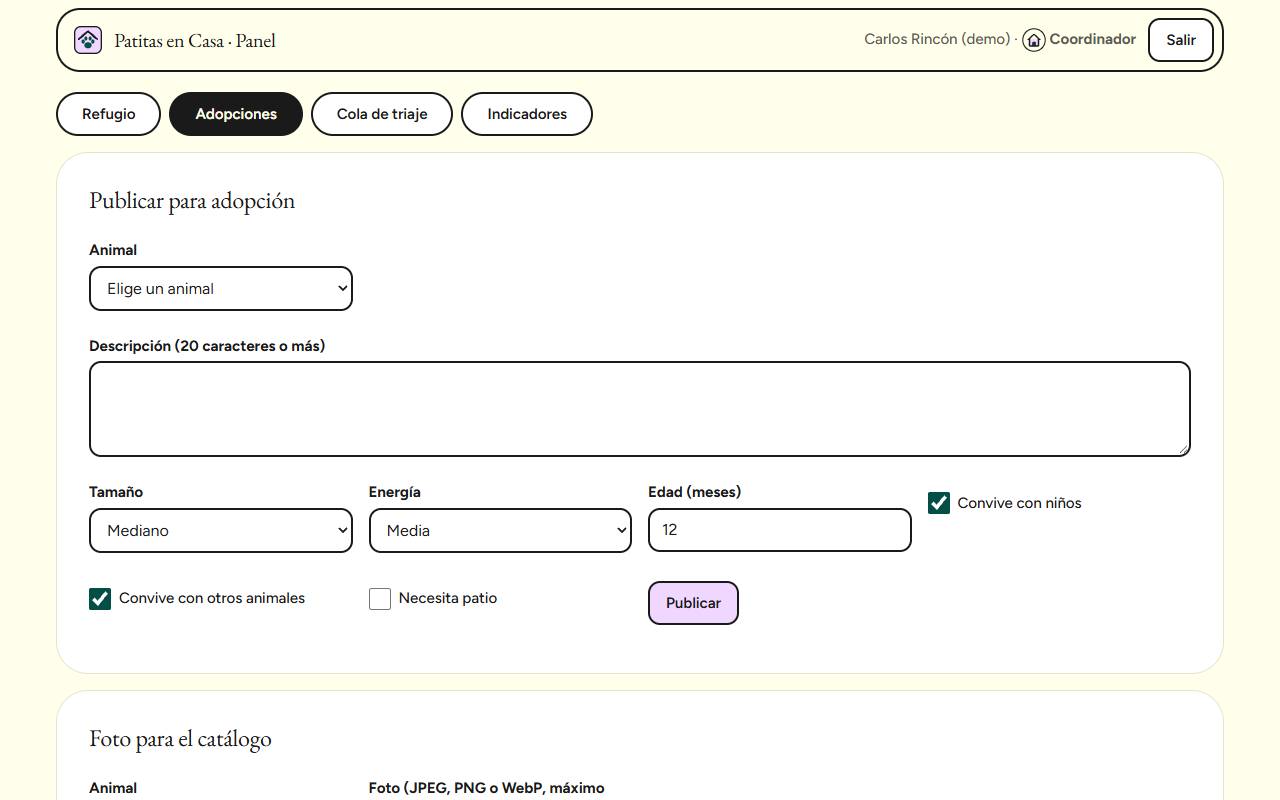 Patitas en Casa · Panel
Carlos Rincón (demo) · Coordinador
Salir
Refugio
Adopciones
Cola de triaje
Indicadores
Publicar para adopción
Animal
Elige un animal
Descripción (20 caracteres o más)
Tamaño
Energía
Edad (meses)
Convive con niños
Mediano
Media
12
Convive con otros animales
Necesita patio
Publicar
Foto para el catálogo
Animal
Foto (JPEG, PNG o WebP, máximo